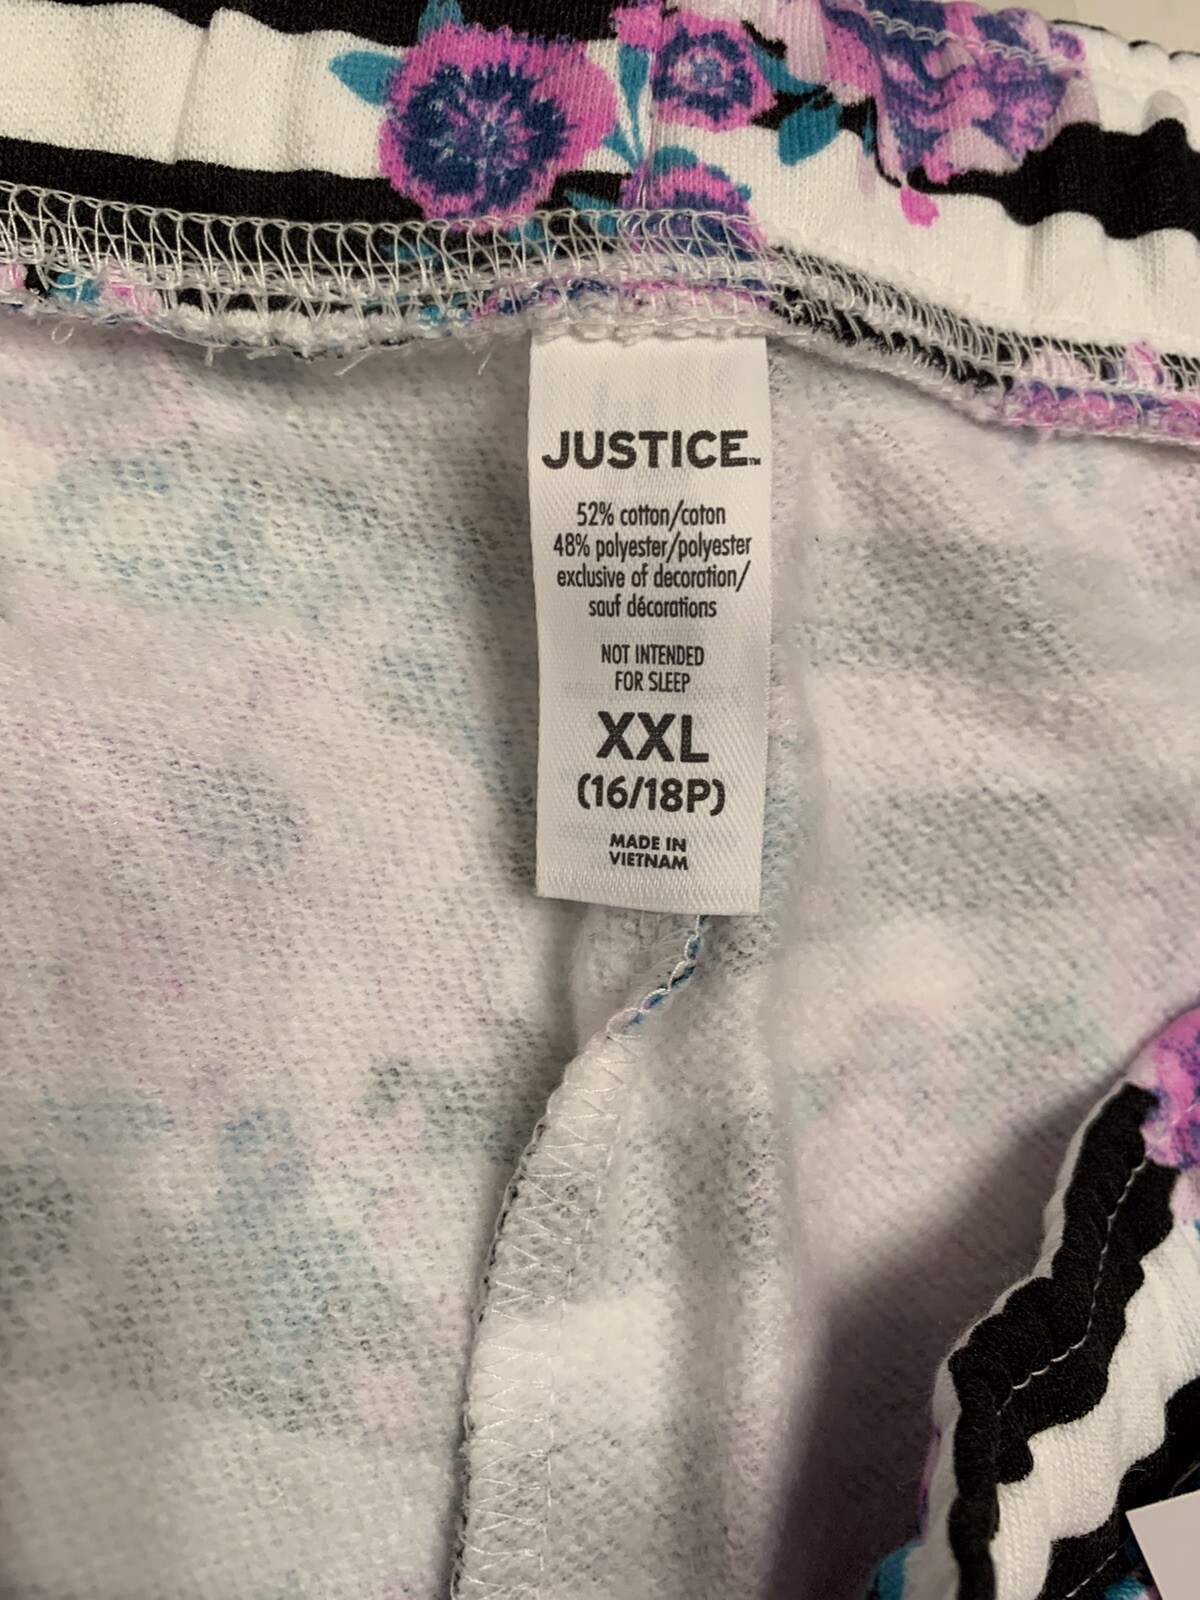 JUSTICE™
52% cotton/coton
48% polyester/polyester
exclusive of decoration/
sauf décorations
NOT INTENDED
FOR SLEEP
XXL
(16/18P)
MADE IN
VIETNAM